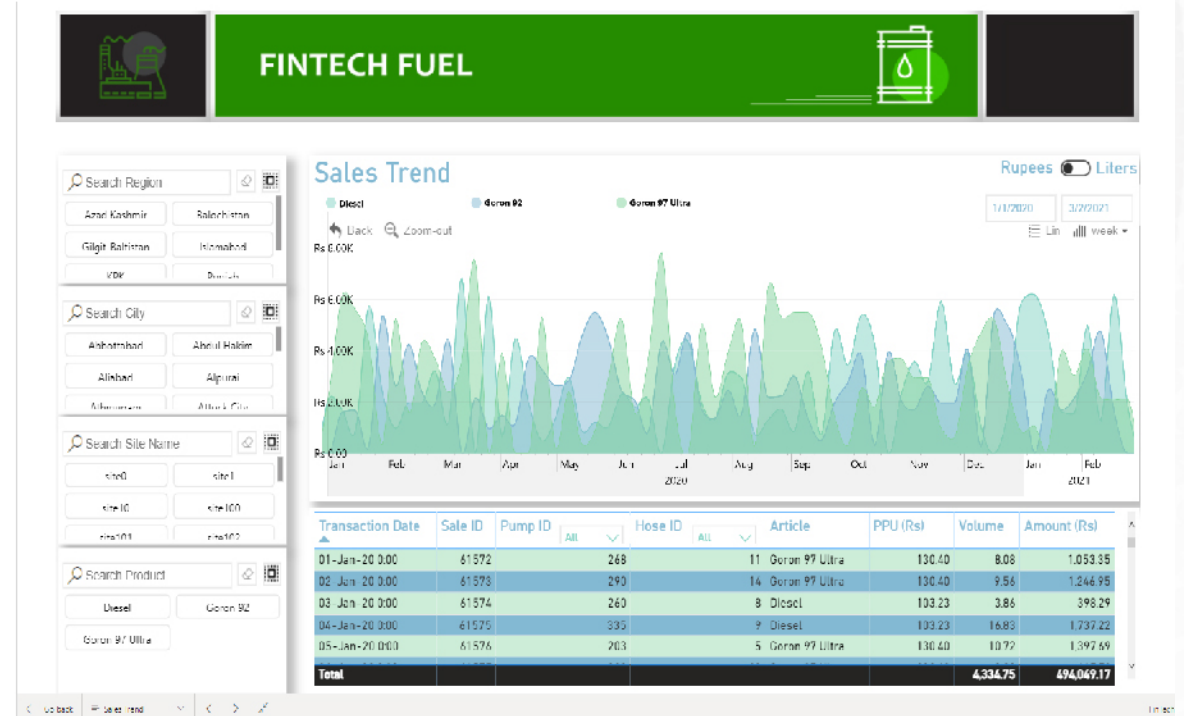 FINTECH FUEL
Search Region
Azad Kashmir
Balochistan
Gilgit Baltistan
Islamabad
KPK
Search City
Abbottabad
Abdul Hakim
Aliabad
Alpurai
Attock City
Search Site Name
site0
site1
site10
site100
site101
site102
Search Product
Diesel
Goron 92
Goron 97 Ultra
Sales Trend
Rupees
Liters
Diesel
Goron 92
Goron 97 Ultra
1/1/2020
3/2/2021
Back
Zoom-out
Lin
week
Rs 6.00K
Rs 4.00K
Rs 2.00K
Rs 0.00
Jan Feb Mar Apr May Jun Jul Aug Sep Oct Nov Dec Jan Feb
2020 2021
Transaction Date Sale ID Pump ID All Hose ID All Article PPU (Rs) Volume Amount (Rs)
01-Jan-20 0:00 61572 268 11 Goron 97 Ultra 130.40 8.08 1,053.35
02-Jan-20 0:00 61573 290 14 Goron 97 Ultra 130.40 9.56 1,246.95
03-Jan-20 0:00 61574 260 8 Diesel 103.23 3.86 398.29
04-Jan-20 0:00 61575 335 9 Diesel 103.23 16.83 1,737.22
05-Jan-20 0:00 61576 203 5 Goron 97 Ultra 130.40 10.72 1,397.69
Total 4,334.75 494,069.17
Go back
Sales Trend